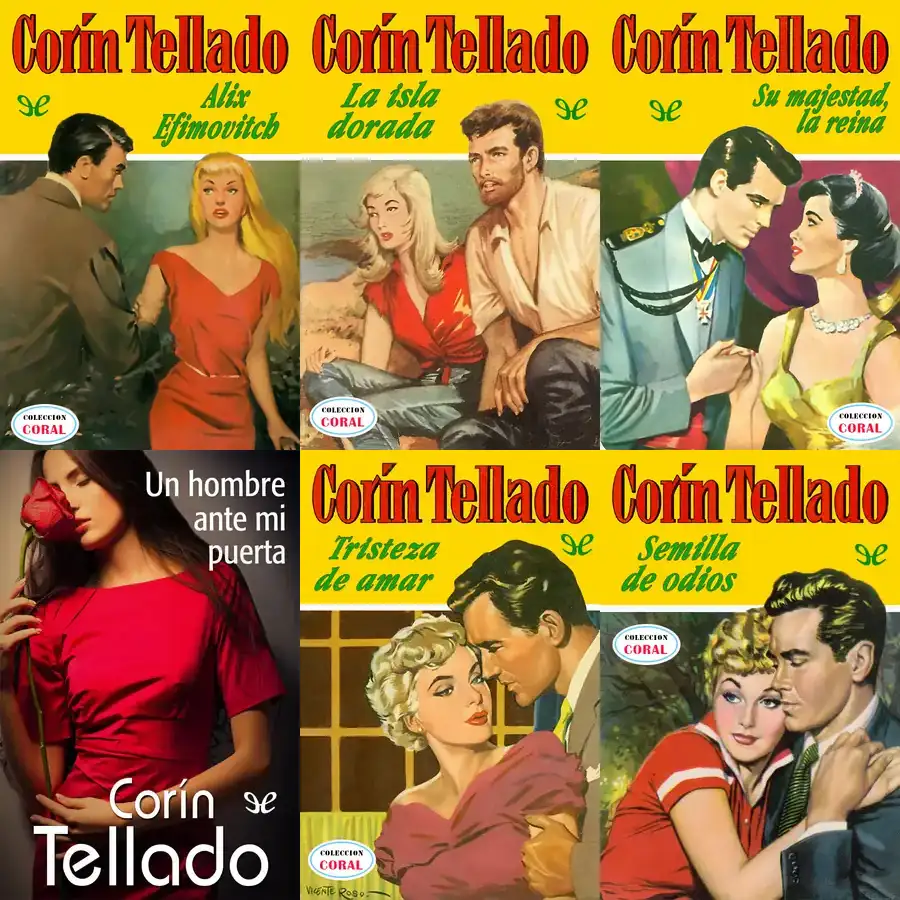 Corín Tellado
Alix
Efimovitch
COLECCION
CORAL
Corín Tellado
La isla
dorada
COLECCION
CORAL
Corín Tellado
Su majestad,
la reina
COLECCION
CORAL
Un hombre
ante mi
puerta
Corín
Tellado
Corín Tellado
Tristeza
de amar
COLECCION
CORAL
VICENTE ROSO
Corín Tellado
Semilla
de odios
COLECCION
CORAL